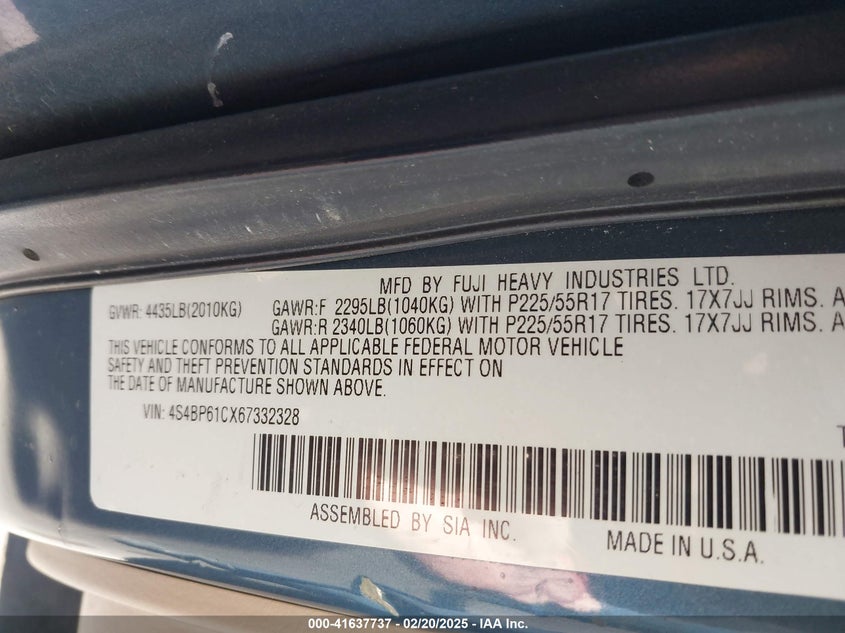 MFD BY FUJI HEAVY INDUSTRIES LTD.
GVWR: 4435LB(2010KG) GAWR:F 2295LB(1040KG) WITH P225/55R17 TIRES. 17X7JJ RIMS. A
GAWR:R 2340LB(1060KG) WITH P225/55R17 TIRES. 17X7JJ RIMS. A
THIS VEHICLE CONFORMS TO ALL APPLICABLE FEDERAL MOTOR VEHICLE
SAFETY AND THEFT PREVENTION STANDARDS IN EFFECT ON
THE DATE OF MANUFACTURE SHOWN ABOVE.
VIN: 4S4BP61CX67332328
T
ASSEMBLED BY SIA INC.
MADE IN U.S.A.
000-41637737 - 02/20/2025 - IAA Inc.